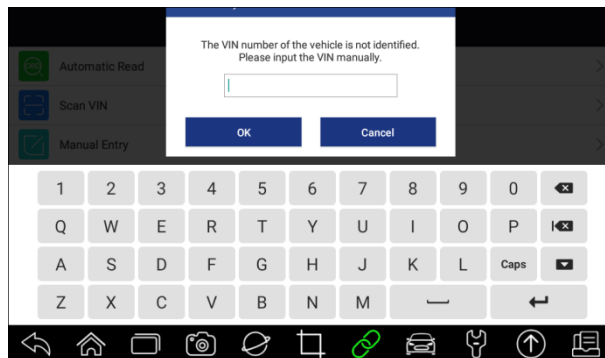 The VIN number of the vehicle is not identified.
Please input the VIN manually.
OK Cancel
Automatic Read
Scan VIN
Manual Entry
1 2 3 4 5 6 7 8 9 0
Q W E R T Y U I O P
A S D F G H J K L Caps
Z X C V B N M